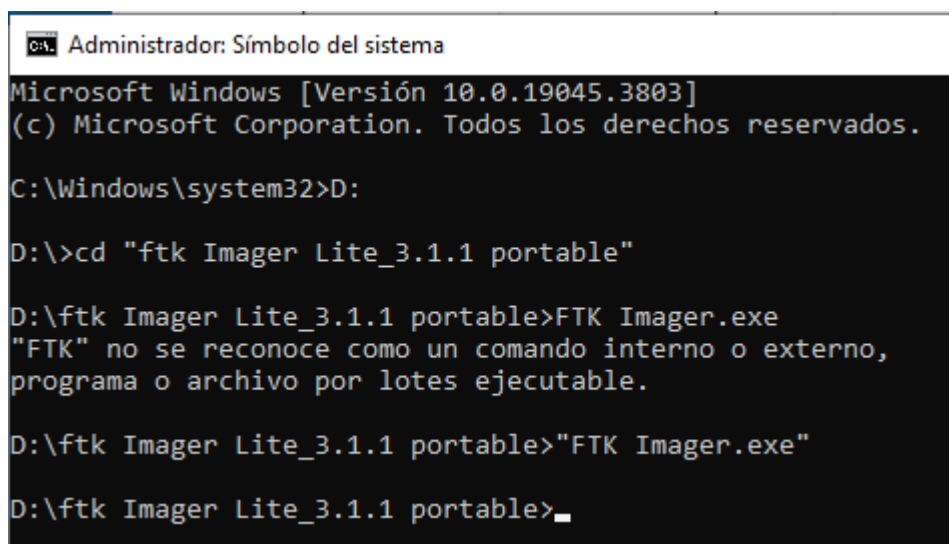 Administrador: Símbolo del sistema
Microsoft Windows [Versión 10.0.19045.3803]
(c) Microsoft Corporation. Todos los derechos reservados.
C:\Windows\system32>D:
D:\>cd "ftk Imager Lite_3.1.1 portable"
D:\ftk Imager Lite_3.1.1 portable>FTK Imager.exe
"FTK" no se reconoce como un comando interno o externo,
programa o archivo por lotes ejecutable.
D:\ftk Imager Lite_3.1.1 portable>"FTK Imager.exe"
D:\ftk Imager Lite_3.1.1 portable>